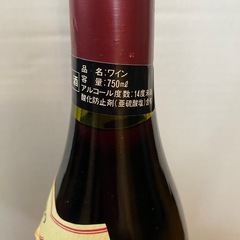 酒
品 名：ワイン
容 量：750㎖
アルコール度数：14度未満
酸化防止剤（亜硫酸塩）含有